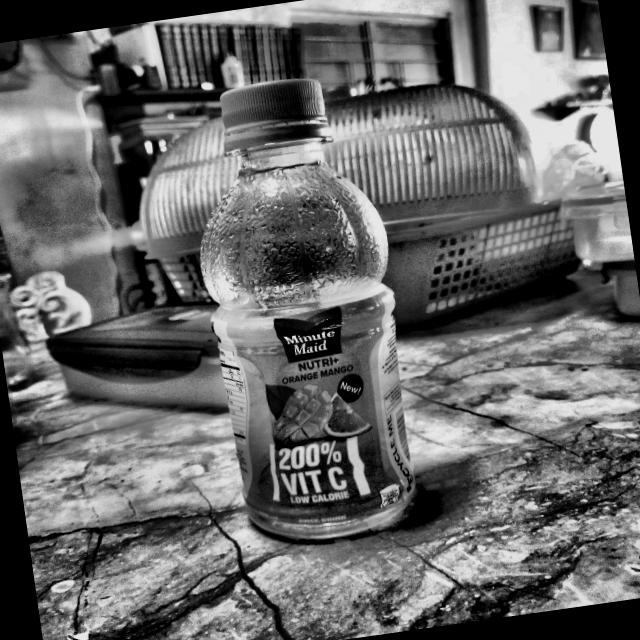 Minute
Maid
NUTRI+
ORANGE MANGO
New!
200%
VIT C
LOW CALORIE